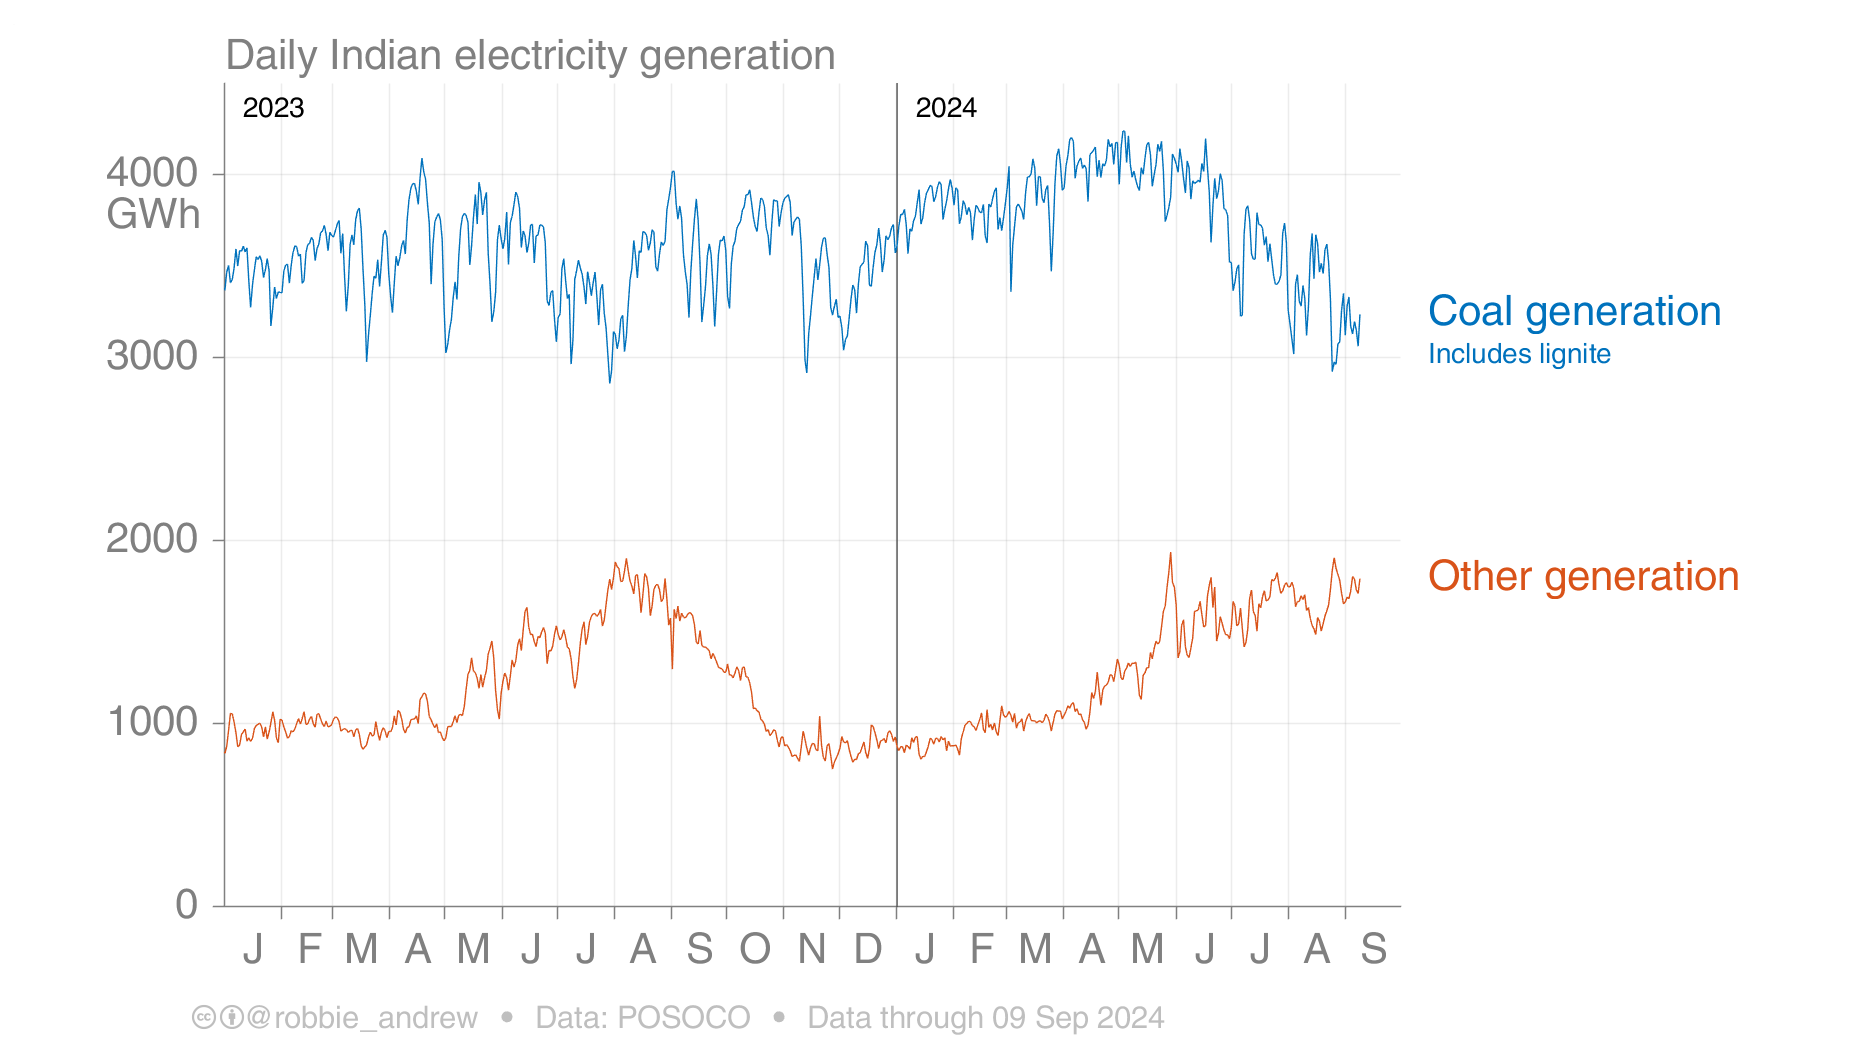 Daily Indian electricity generation
2023
2024
4000
GWh
3000
2000
1000
0
Coal generation
Includes lignite
Other generation
J F M A M J J A S O N D J F M A M J J A S
@robbie_andrew • Data: POSOCO • Data through 09 Sep 2024